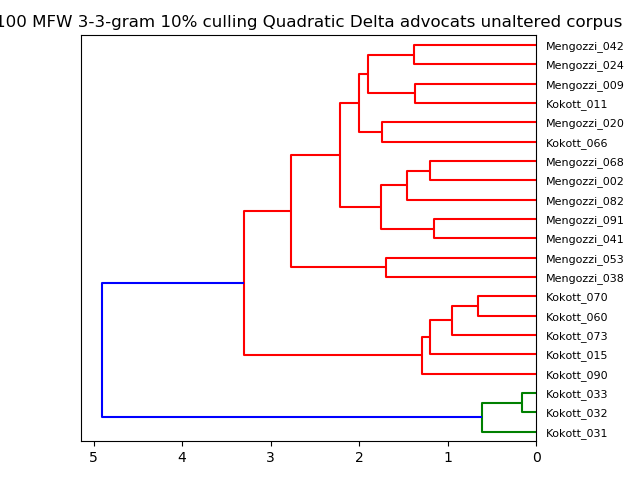 100 MFW 3-3-gram 10% culling Quadratic Delta advocats unaltered corpus
Mengozzi_042
Mengozzi_024
Mengozzi_009
Kokott_011
Mengozzi_020
Kokott_066
Mengozzi_068
Mengozzi_002
Mengozzi_082
Mengozzi_091
Mengozzi_041
Mengozzi_053
Mengozzi_038
Kokott_070
Kokott_060
Kokott_073
Kokott_015
Kokott_090
Kokott_033
Kokott_032
Kokott_031
5 4 3 2 1 0